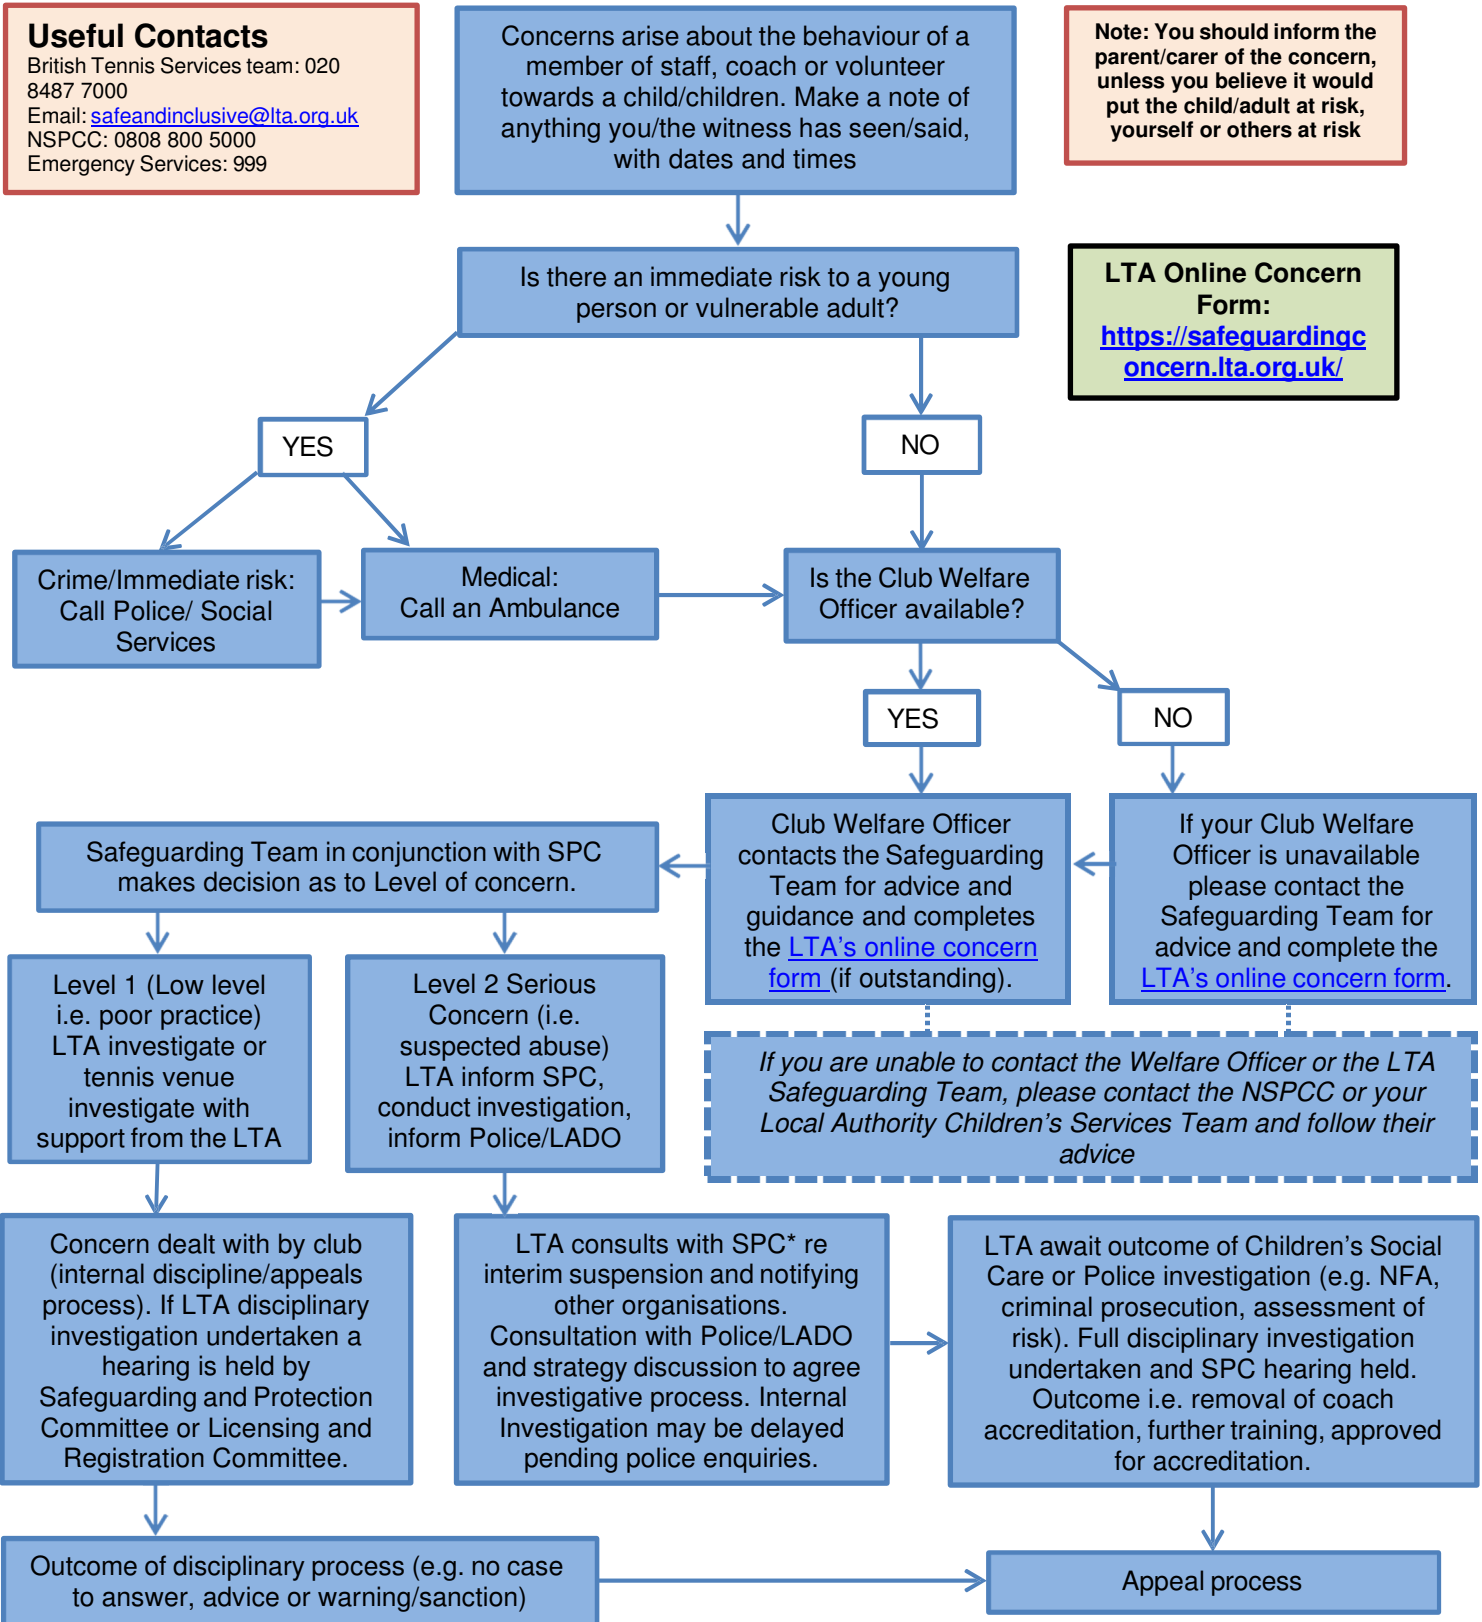 Useful Contacts
British Tennis Services team: 020
8487 7000
Email: safeandinclusive@lta.org.uk
NSPCC: 0808 800 5000
Emergency Services: 999
Concerns arise about the behaviour of a
member of staff, coach or volunteer
towards a child/children. Make a note of
anything you/the witness has seen/said,
with dates and times
Note: You should inform the
parent/carer of the concern,
unless you believe it would
put the child/adult at risk,
yourself or others at risk
Is there an immediate risk to a young
person or vulnerable adult?
LTA Online Concern
Form:
https://safeguardingc
oncern.lta.org.uk/
YES
NO
Crime/Immediate risk:
Call Police/ Social
Services
Medical:
Call an Ambulance
Is the Club Welfare
Officer available?
YES
NO
Safeguarding Team in conjunction with SPC
makes decision as to Level of concern.
Club Welfare Officer
contacts the Safeguarding
Team for advice and
guidance and completes
the LTA's online concern
form (if outstanding).
If your Club Welfare
Officer is unavailable
please contact the
Safeguarding Team for
advice and complete the
LTA's online concern form.
Level 1 (Low level
i.e. poor practice)
LTA investigate or
tennis venue
investigate with
support from the LTA
Level 2 Serious
Concern (i.e.
suspected abuse)
LTA inform SPC,
conduct investigation,
inform Police/LADO
If you are unable to contact the Welfare Officer or the LTA
Safeguarding Team, please contact the NSPCC or your
Local Authority Children's Services Team and follow their
advice
Concern dealt with by club
(internal discipline/appeals
process). If LTA disciplinary
investigation undertaken a
hearing is held by
Safeguarding and Protection
Committee or Licensing and
Registration Committee.
LTA consults with SPC* re
interim suspension and notifying
other organisations.
Consultation with Police/LADO
and strategy discussion to agree
investigative process. Internal
Investigation may be delayed
pending police enquiries.
LTA await outcome of Children's Social
Care or Police investigation (e.g. NFA,
criminal prosecution, assessment of
risk). Full disciplinary investigation
undertaken and SPC hearing held.
Outcome i.e. removal of coach
accreditation, further training, approved
for accreditation.
Outcome of disciplinary process (e.g. no case
to answer, advice or warning/sanction)
Appeal process